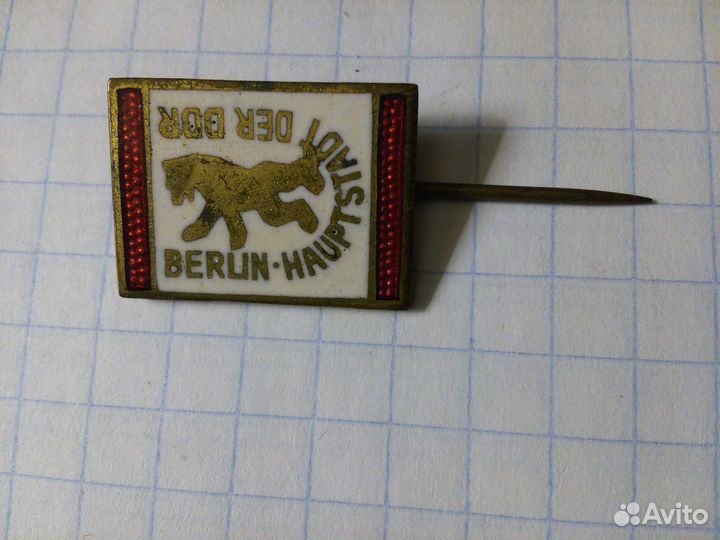 BERLIN · HAUPTSTADT DER DDR
Avito